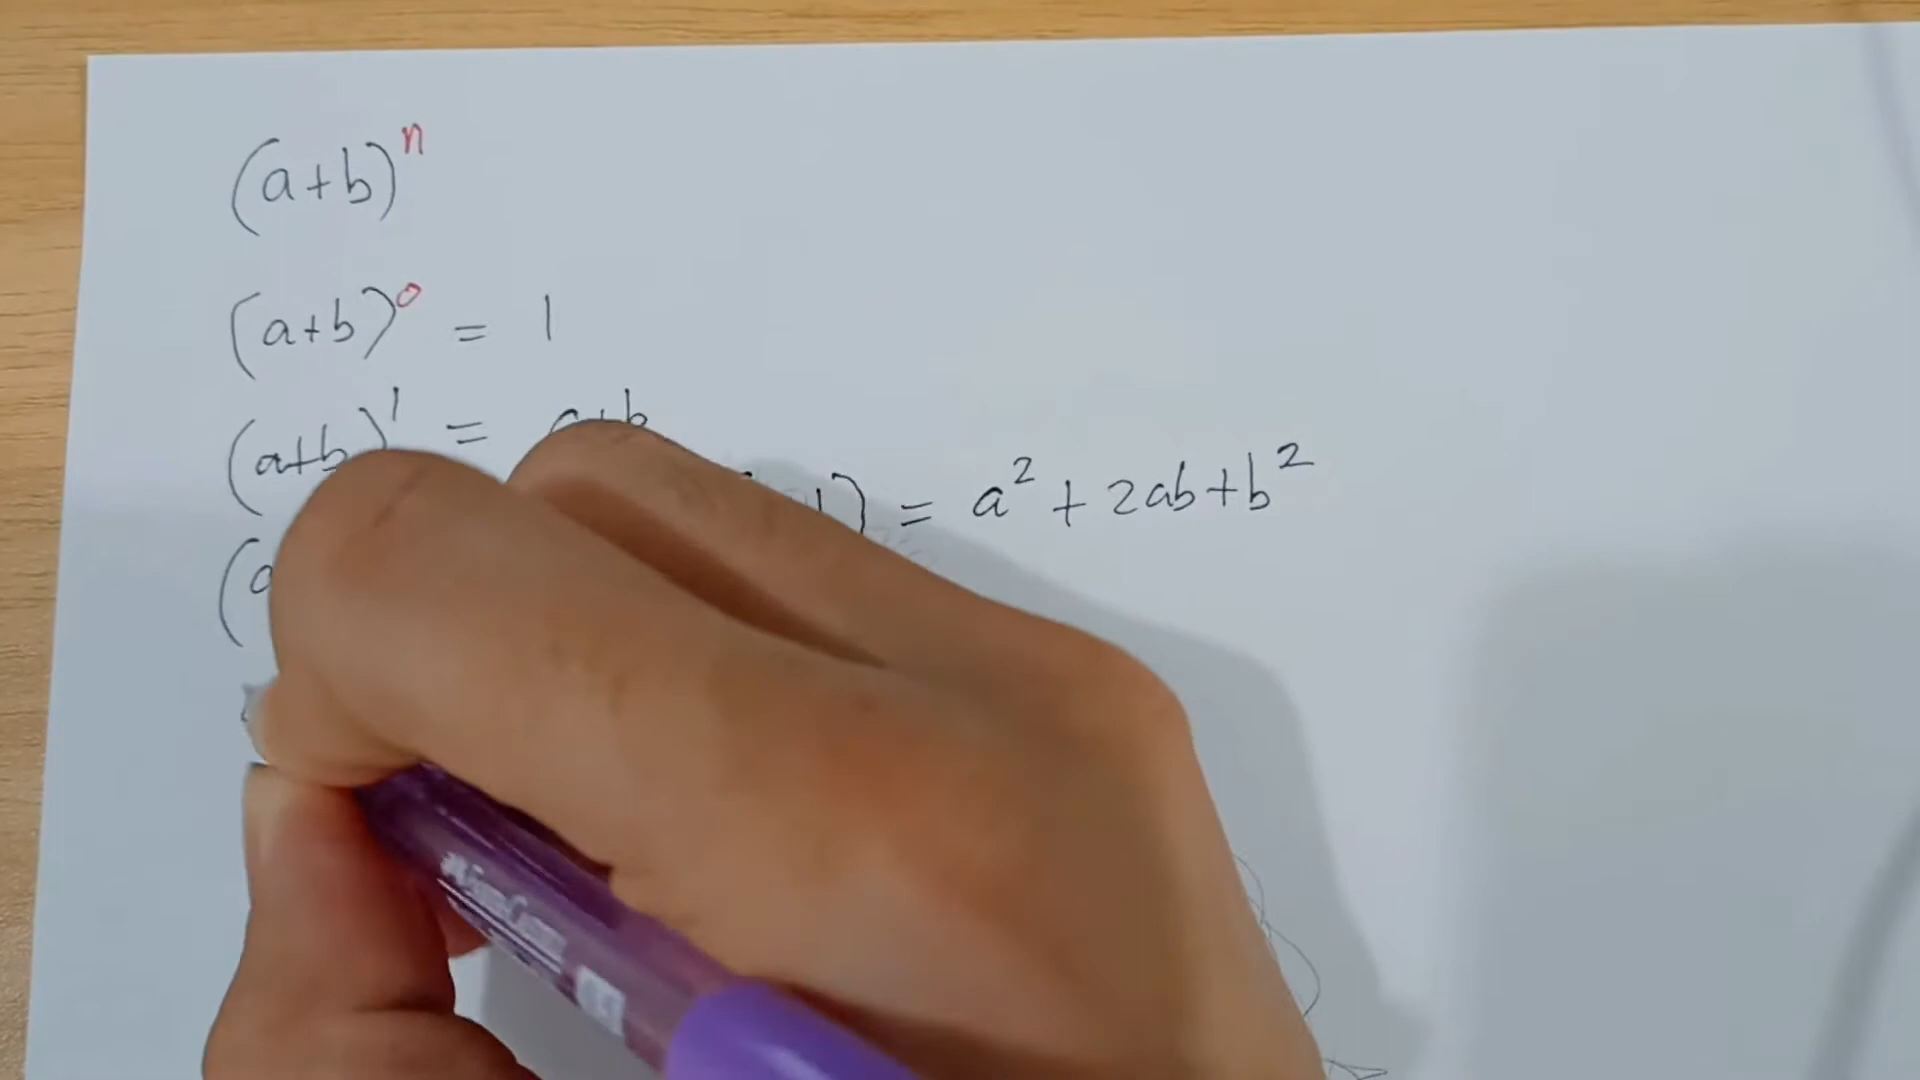 (a+b)^n
(a+b)^0 = 1
(a+b)^1 = a+b
(a = a^2 + 2ab+b^2